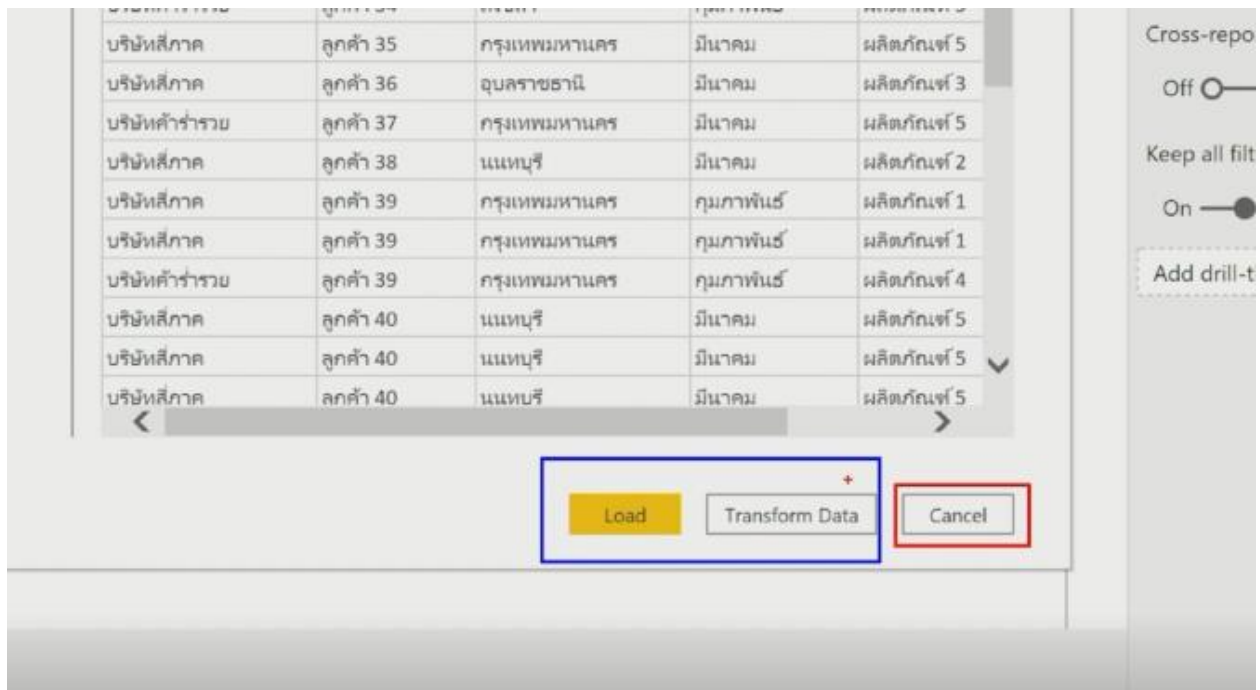 บริษัทสี่ภาค ลูกค้า 35 กรุงเทพมหานคร มีนาคม ผลิตภัณฑ์ 5
บริษัทสี่ภาค ลูกค้า 36 อุบลราชธานี มีนาคม ผลิตภัณฑ์ 3
บริษัทค้าร่ำรวย ลูกค้า 37 กรุงเทพมหานคร มีนาคม ผลิตภัณฑ์ 5
บริษัทสี่ภาค ลูกค้า 38 นนทบุรี มีนาคม ผลิตภัณฑ์ 2
บริษัทสี่ภาค ลูกค้า 39 กรุงเทพมหานคร กุมภาพันธ์ ผลิตภัณฑ์ 1
บริษัทสี่ภาค ลูกค้า 39 กรุงเทพมหานคร กุมภาพันธ์ ผลิตภัณฑ์ 1
บริษัทค้าร่ำรวย ลูกค้า 39 กรุงเทพมหานคร กุมภาพันธ์ ผลิตภัณฑ์ 4
บริษัทสี่ภาค ลูกค้า 40 นนทบุรี มีนาคม ผลิตภัณฑ์ 5
บริษัทสี่ภาค ลูกค้า 40 นนทบุรี มีนาคม ผลิตภัณฑ์ 5
บริษัทสี่ภาค ลูกค้า 40 นนทบุรี มีนาคม ผลิตภัณฑ์ 5
Load Transform Data Cancel
Cross-repo
Off
Keep all filt
On
Add drill-t